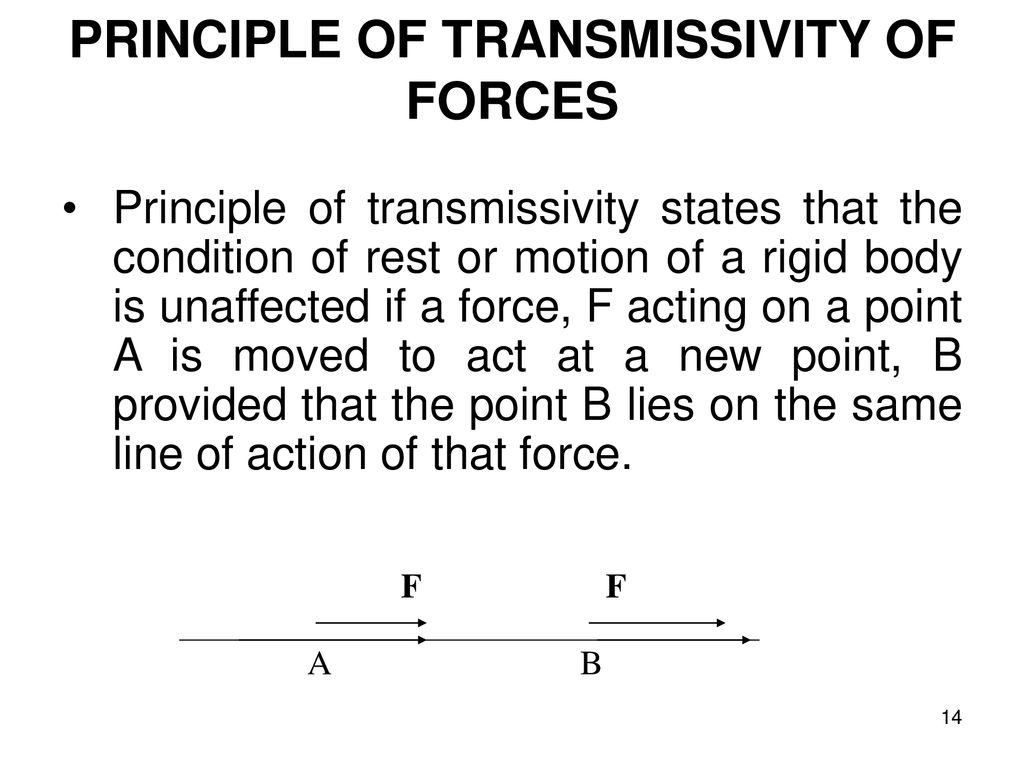 PRINCIPLE OF TRANSMISSIVITY OF
FORCES
• Principle of transmissivity states that the
condition of rest or motion of a rigid body
is unaffected if a force, F acting on a point
A is moved to act at a new point, B
provided that the point B lies on the same
line of action of that force.
F F
A B
14